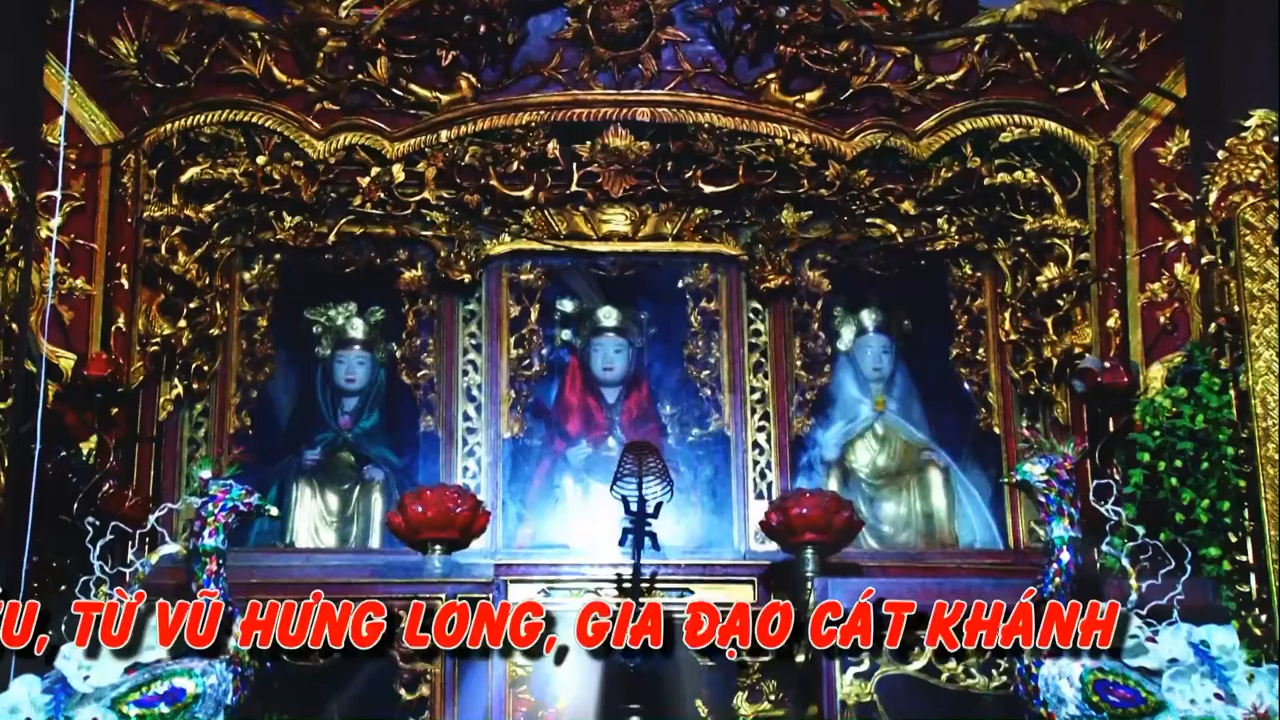 TỪ VŨ HƯNG LONG, GIA ĐẠO CÁT KHÁNH